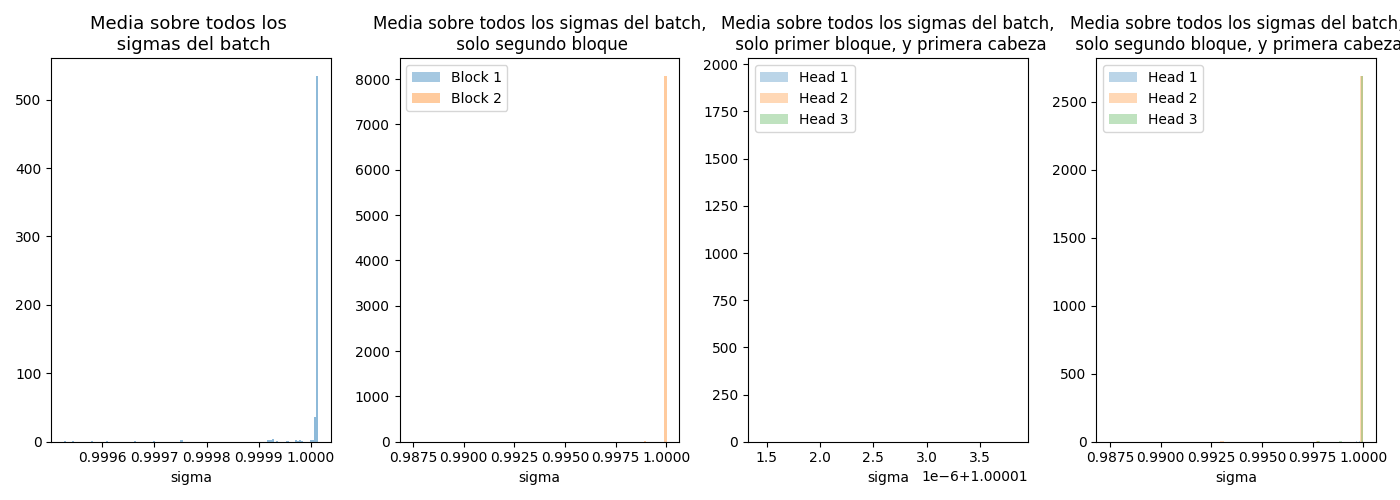 Media sobre todos los
sigmas del batch
500
400
300
200
100
0
0.9996 0.9997 0.9998 0.9999 1.0000
sigma
Media sobre todos los sigmas del batch,
solo segundo bloque
Block 1
Block 2
8000
7000
6000
5000
4000
3000
2000
1000
0
0.9875 0.9900 0.9925 0.9950 0.9975 1.0000
sigma
Media sobre todos los sigmas del batch,
solo primer bloque, y primera cabeza
Head 1
Head 2
Head 3
2000
1750
1500
1250
1000
750
500
250
0
1.5 2.0 2.5 3.0 3.5
sigma 1e−6+1.00001
Media sobre todos los sigmas del batch
solo segundo bloque, y primera cabeza
Head 1
Head 2
Head 3
2500
2000
1500
1000
500
0
0.9875 0.9900 0.9925 0.9950 0.9975 1.0000
sigma